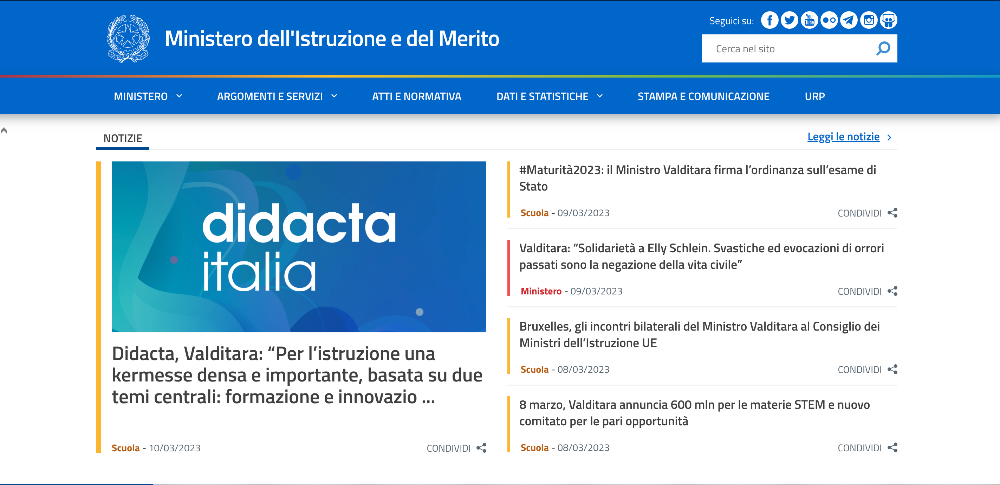 Seguici su:
You
Tube
REPVBBLICA ITALIANA
Ministero dell'Istruzione e del Merito
Cerca nel sito
MINISTERO
ARGOMENTI E SERVIZI
ATTI E NORMATIVA
DATI E STATISTICHE
STAMPA E COMUNICAZIONE
URP
NOTIZIE
Leggi le notizie
didacta
italia
Didacta, Valditara: “Per l’istruzione una
kermesse densa e importante, basata su due
temi centrali: formazione e innovazio ...
Scuola - 10/03/2023
CONDIVIDI
#Maturità2023: il Ministro Valditara firma l’ordinanza sull’esame di
Stato
Scuola - 09/03/2023
CONDIVIDI
Valditara: “Solidarietà a Elly Schlein. Svastiche ed evocazioni di orrori
passati sono la negazione della vita civile”
Ministero - 09/03/2023
CONDIVIDI
Bruxelles, gli incontri bilaterali del Ministro Valditara al Consiglio dei
Ministri dell’Istruzione UE
Scuola - 08/03/2023
CONDIVIDI
8 marzo, Valditara annuncia 600 mln per le materie STEM e nuovo
comitato per le pari opportunità
Scuola - 08/03/2023
CONDIVIDI